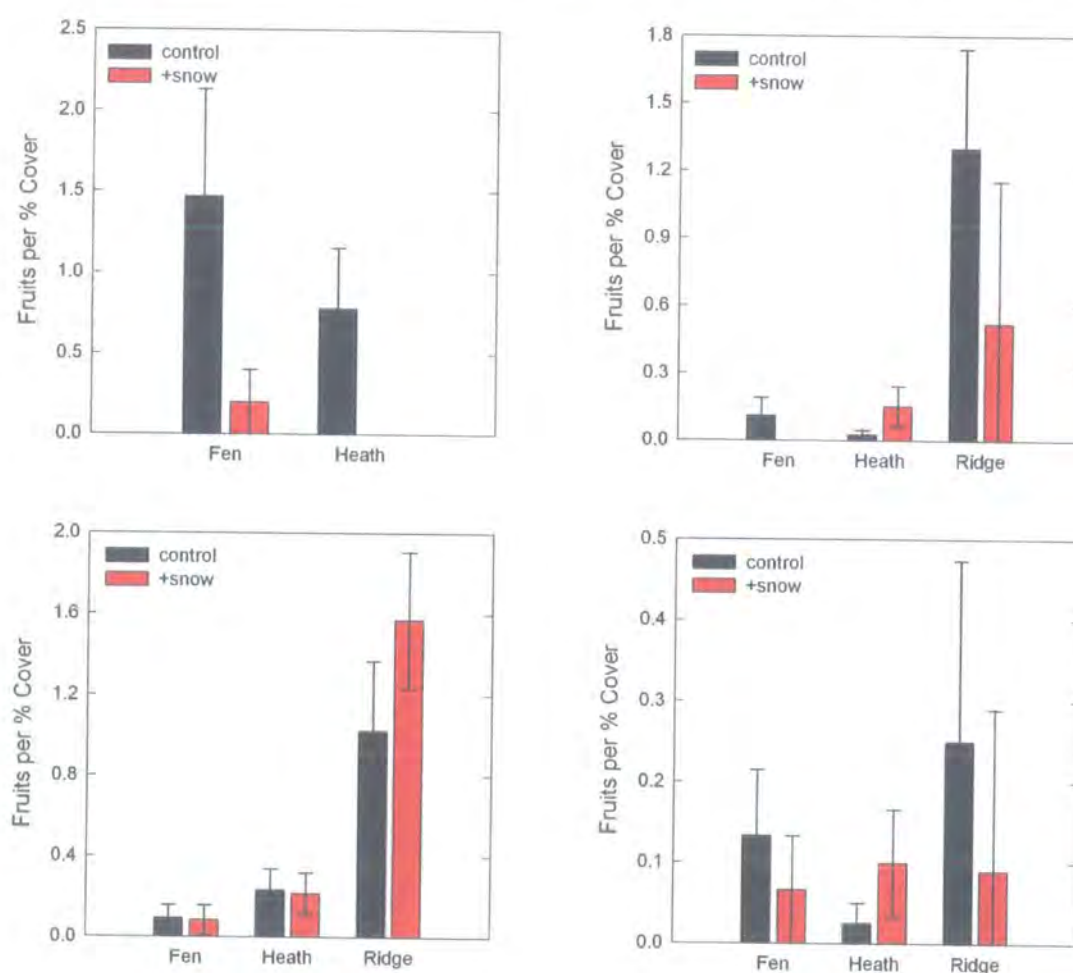 2.5
2.0
1.5
1.0
0.5
0.0
Fruits per % Cover
control
+snow
Fen Heath
1.8
1.5
1.2
0.9
0.6
0.3
0.0
Fruits per % Cover
control
+snow
Fen Heath Ridge
2.0
1.6
1.2
0.8
0.4
0.0
Fruits per % Cover
control
+snow
Fen Heath Ridge
0.5
0.4
0.3
0.2
0.1
0.0
Fruits per % Cover
control
+snow
Fen Heath Ridge